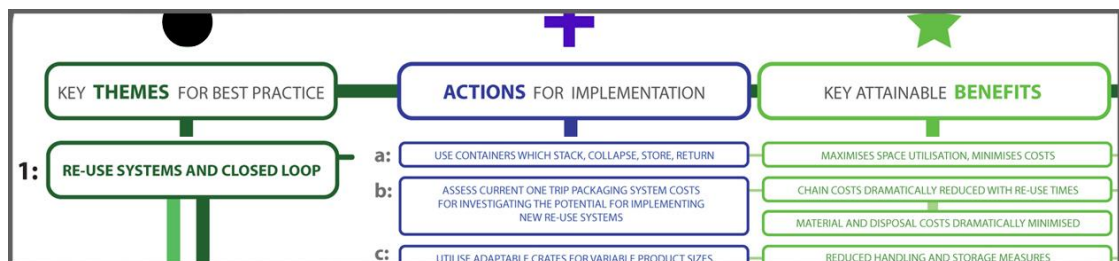 KEY THEMES FOR BEST PRACTICE
ACTIONS FOR IMPLEMENTATION
KEY ATTAINABLE BENEFITS
1:
RE-USE SYSTEMS AND CLOSED LOOP
a:
USE CONTAINERS WHICH STACK, COLLAPSE, STORE, RETURN
MAXIMISES SPACE UTILISATION, MINIMISES COSTS
b:
ASSESS CURRENT ONE TRIP PACKAGING SYSTEM COSTS
FOR INVESTIGATING THE POTENTIAL FOR IMPLEMENTING
NEW RE-USE SYSTEMS
CHAIN COSTS DRAMATICALLY REDUCED WITH RE-USE TIMES
MATERIAL AND DISPOSAL COSTS DRAMATICALLY MINIMISED
c:
UTILISE ADAPTABLE CRATES FOR VARIABLE PRODUCT SIZES
REDUCED HANDLING AND STORAGE MEASURES